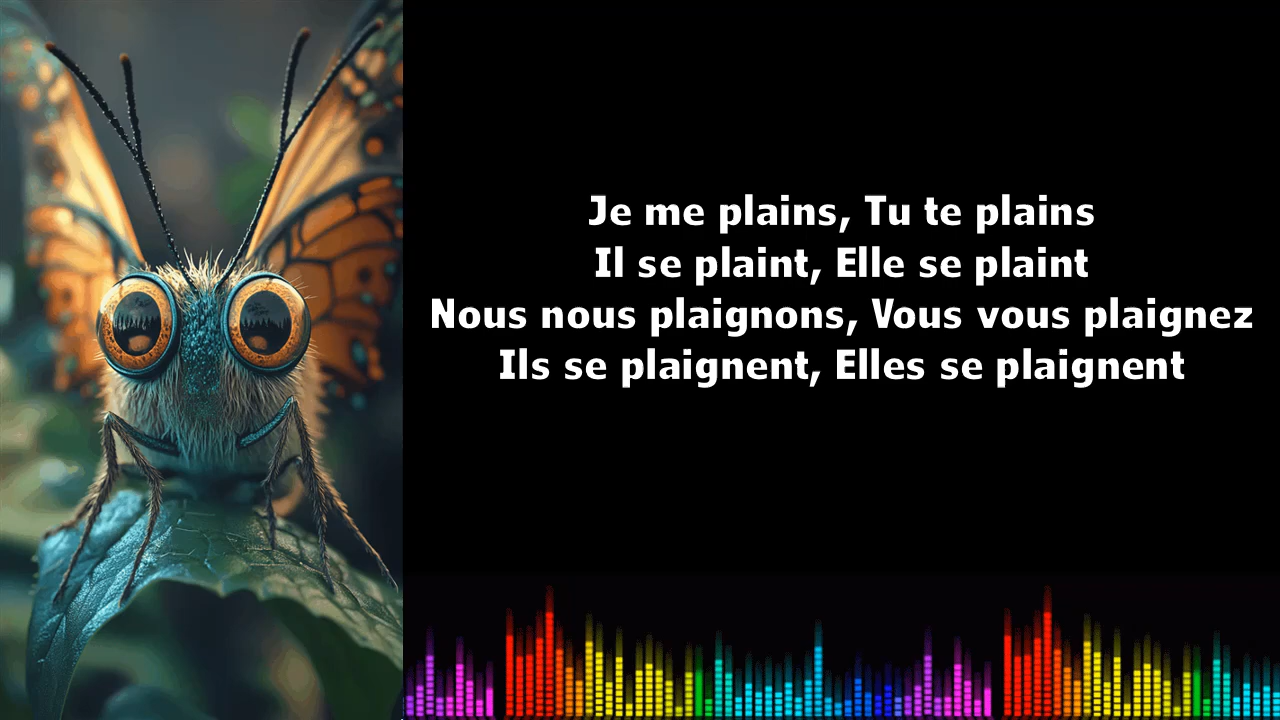 Je me plains, Tu te plains
Il se plaint, Elle se plaint
Nous nous plaignons, Vous vous plaignez
Ils se plaignent, Elles se plaignent